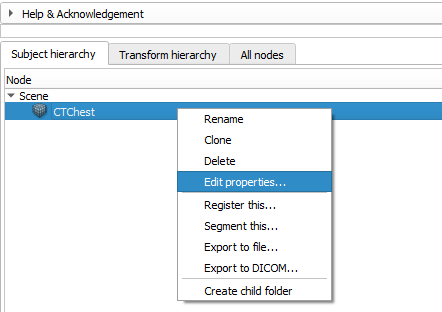 Help & Acknowledgement
Subject hierarchy Transform hierarchy All nodes
Node
Scene
CTChest
Rename
Clone
Delete
Edit properties...
Register this...
Segment this...
Export to file...
Export to DICOM...
Create child folder